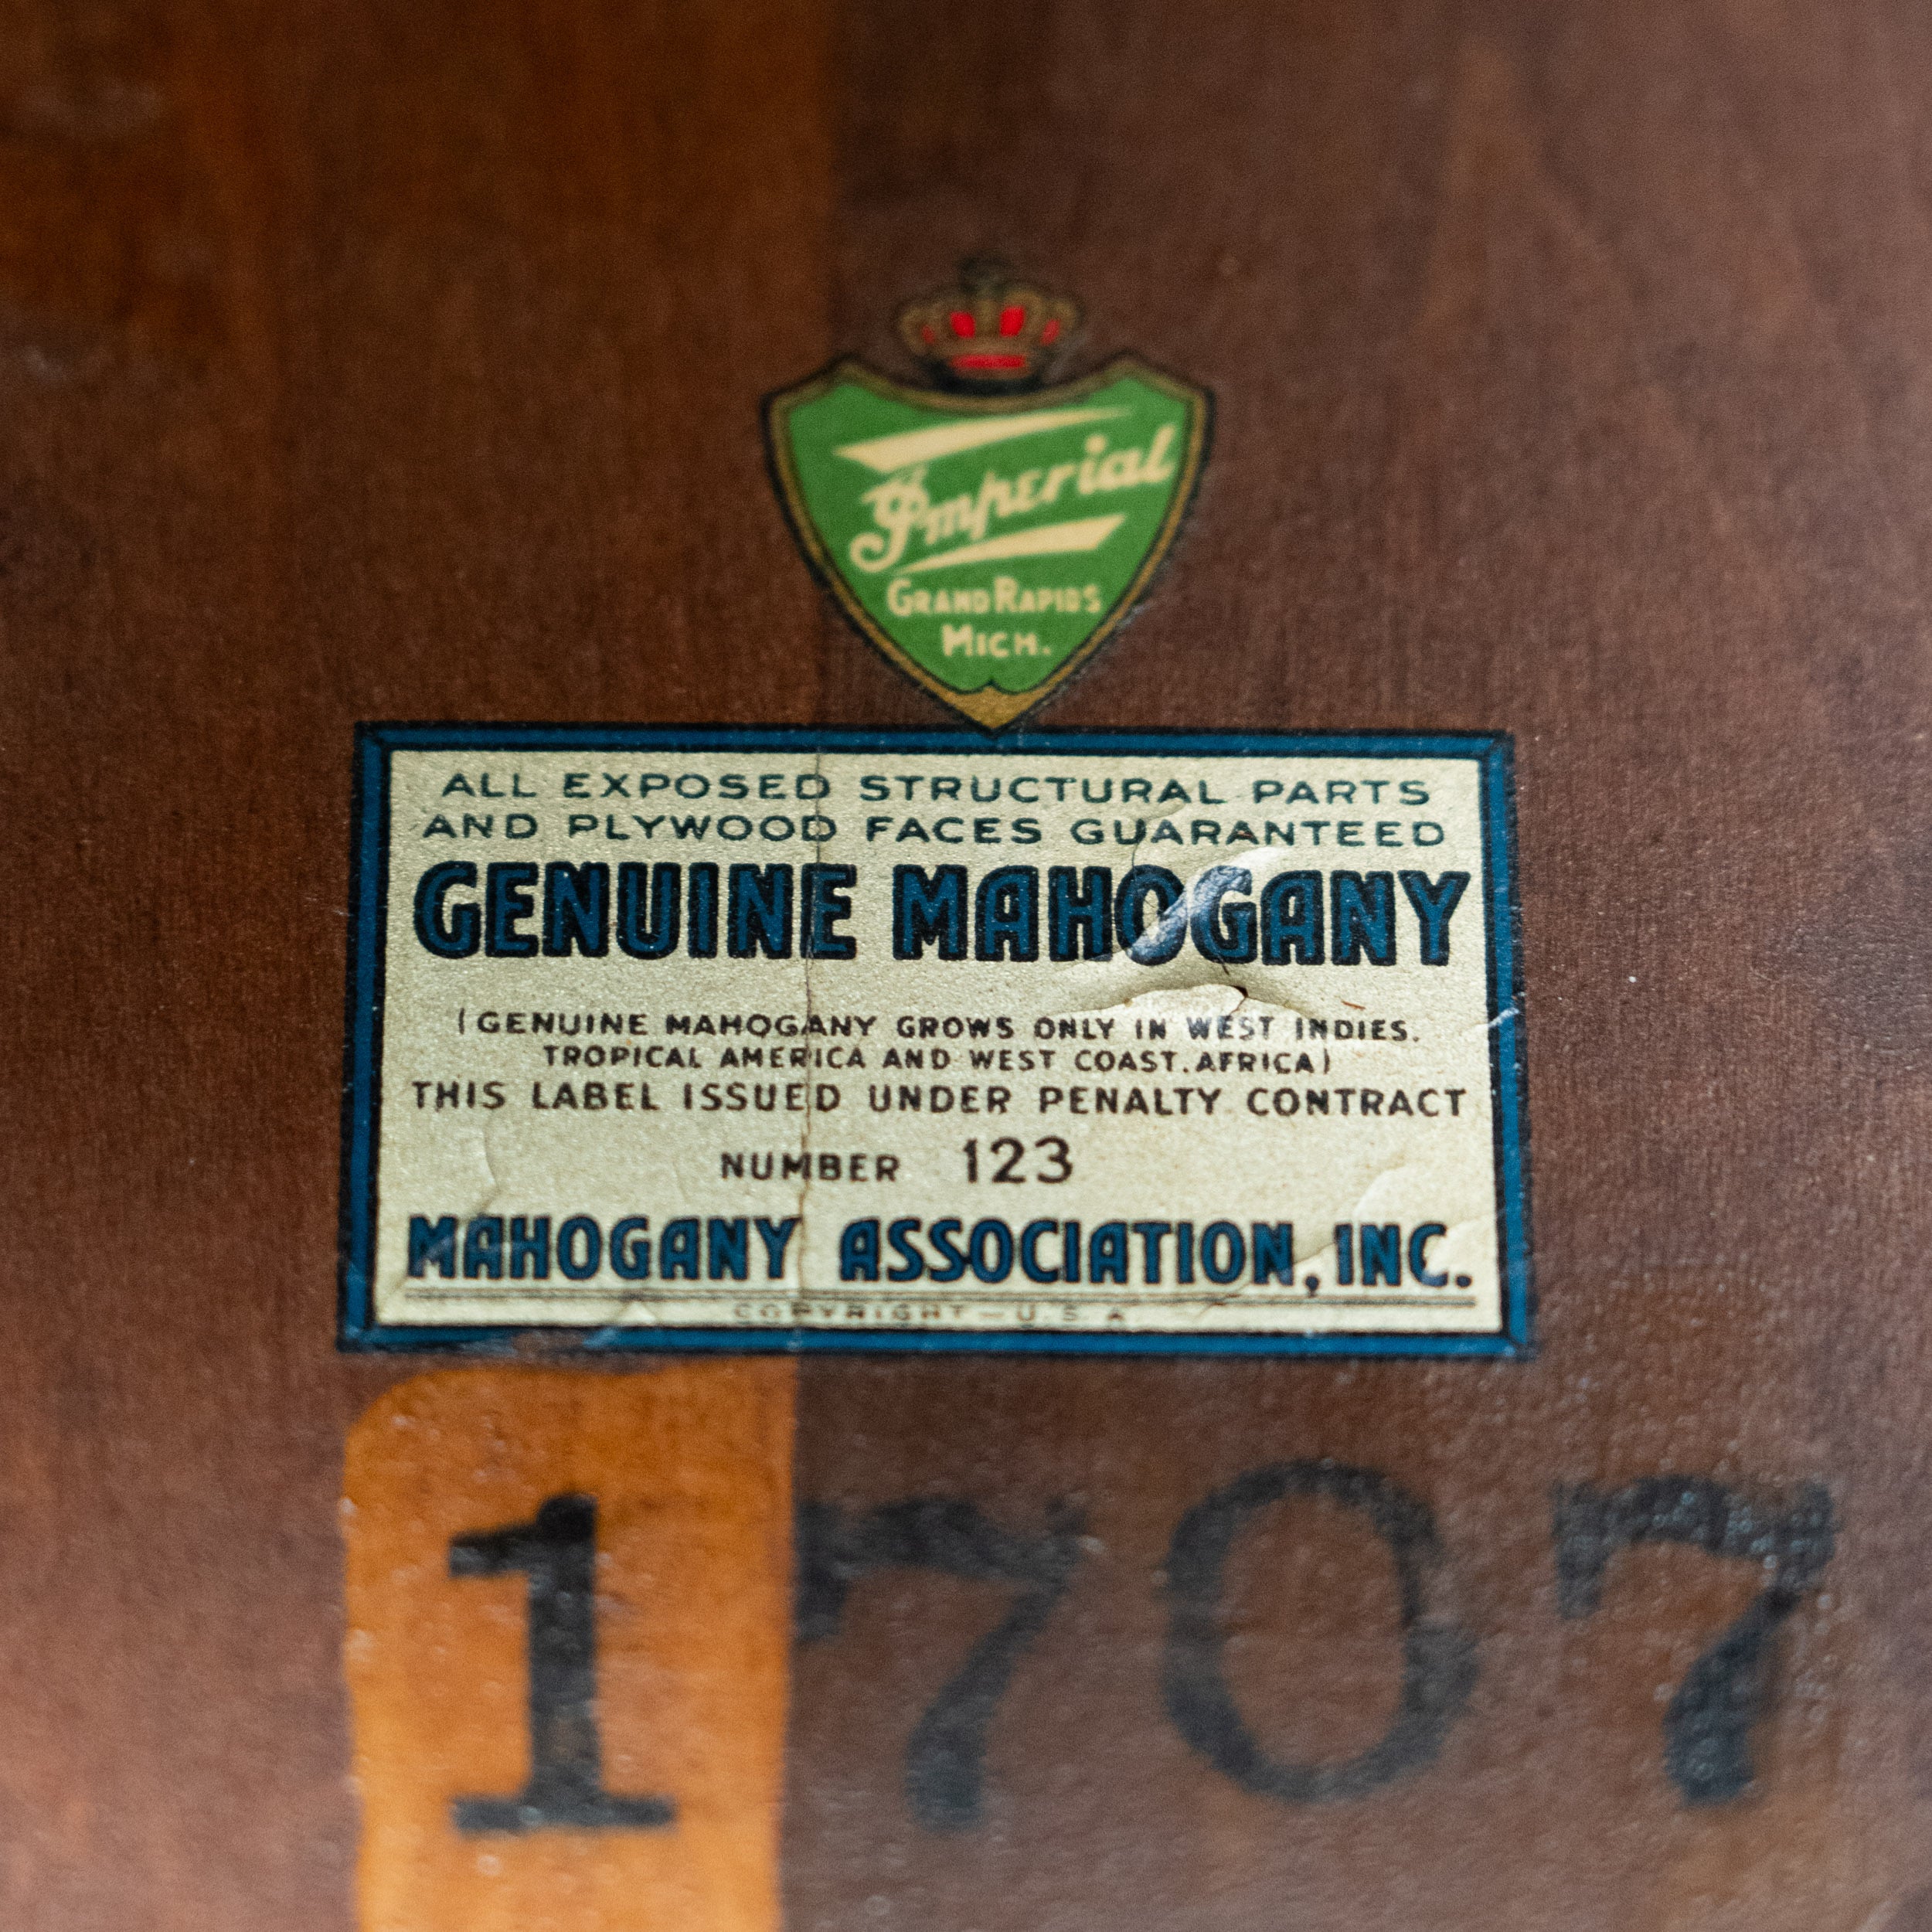 Imperial
GRAND RAPIDS
MICH.
ALL EXPOSED STRUCTURAL PARTS
AND PLYWOOD FACES GUARANTEED
GENUINE MAHOGANY
(GENUINE MAHOGANY GROWS ONLY IN WEST INDIES.
TROPICAL AMERICA AND WEST COAST. AFRICA)
THIS LABEL ISSUED UNDER PENALTY CONTRACT
NUMBER 123
MAHOGANY ASSOCIATION, INC.
COPYRIGHT — U. S. A
1707